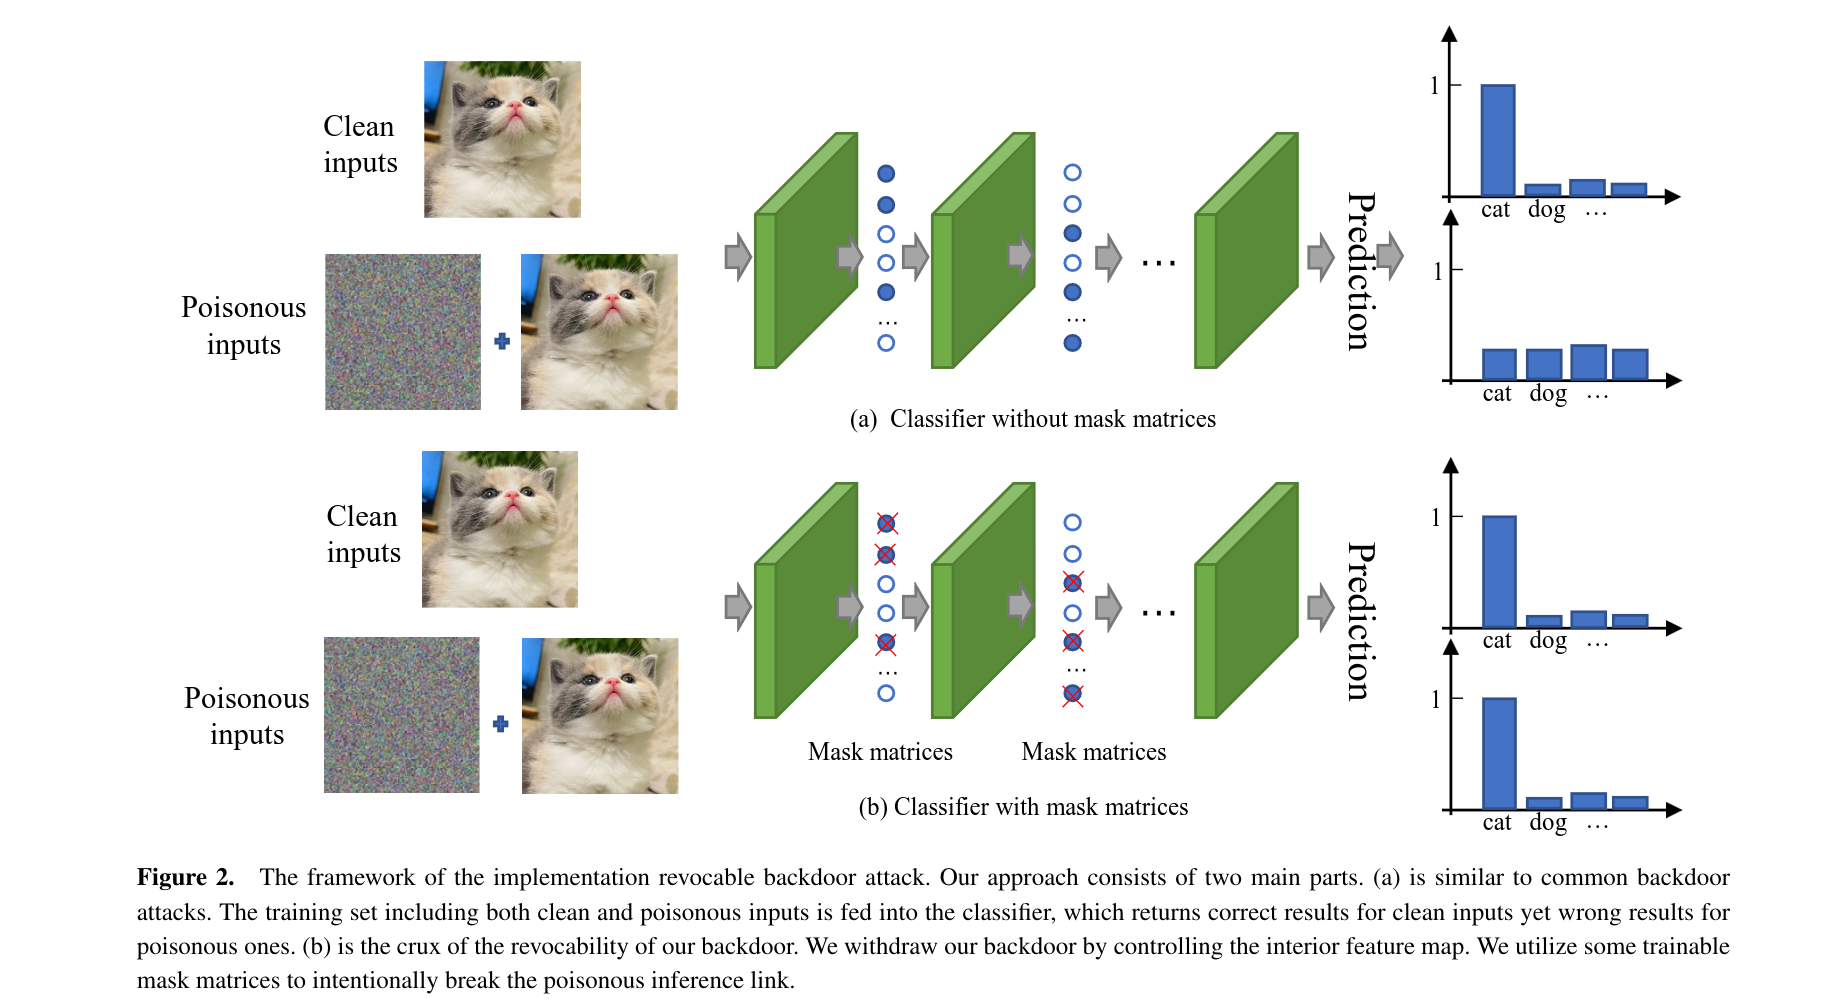 Clean
inputs
Poisonous
inputs
...
...
...
Prediction
1
cat dog ...
1
cat dog ...
(a) Classifier without mask matrices
Clean
inputs
Poisonous
inputs
...
...
...
Prediction
Mask matrices Mask matrices
1
cat dog ...
1
cat dog ...
(b) Classifier with mask matrices
Figure 2. The framework of the implementation revocable backdoor attack. Our approach consists of two main parts. (a) is similar to common backdoor
attacks. The training set including both clean and poisonous inputs is fed into the classifier, which returns correct results for clean inputs yet wrong results for
poisonous ones. (b) is the crux of the revocability of our backdoor. We withdraw our backdoor by controlling the interior feature map. We utilize some trainable
mask matrices to intentionally break the poisonous inference link.